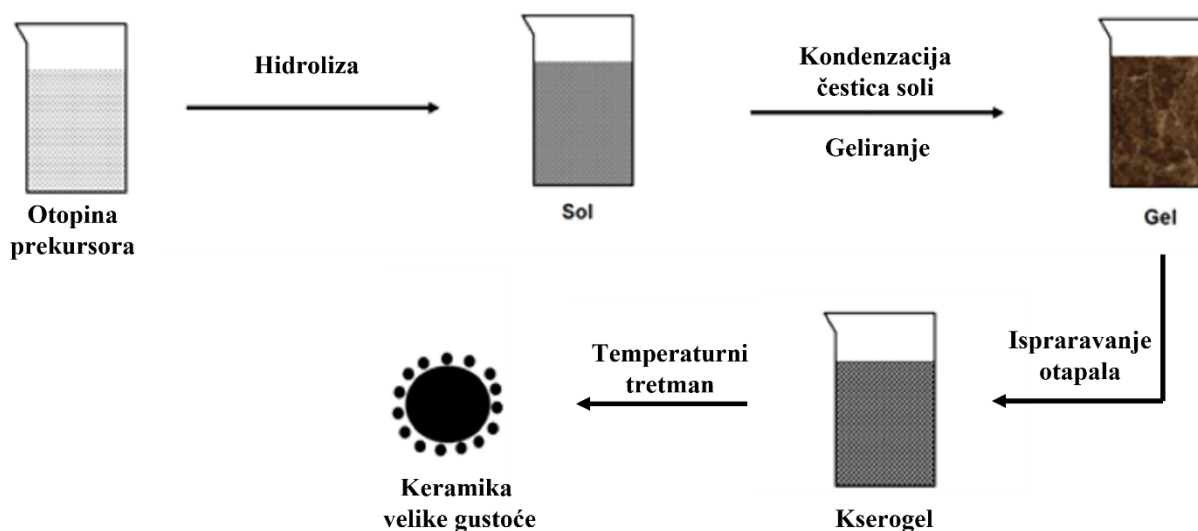 Hidroliza
Kondenzacija
čestica soli
Geliranje
Otopina
prekursora
Sol
Gel
Ispraravanje
otapala
Temperaturni
tretman
Keramika
velike gustoće
Kserogel